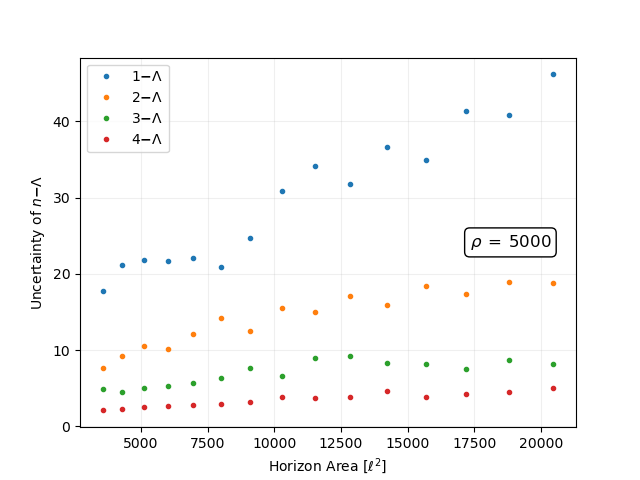 1−Λ
2−Λ
3−Λ
4−Λ
ρ = 5000
Uncertainty of n−Λ
40
30
20
10
0
5000 7500 10000 12500 15000 17500 20000
Horizon Area [ℓ²]